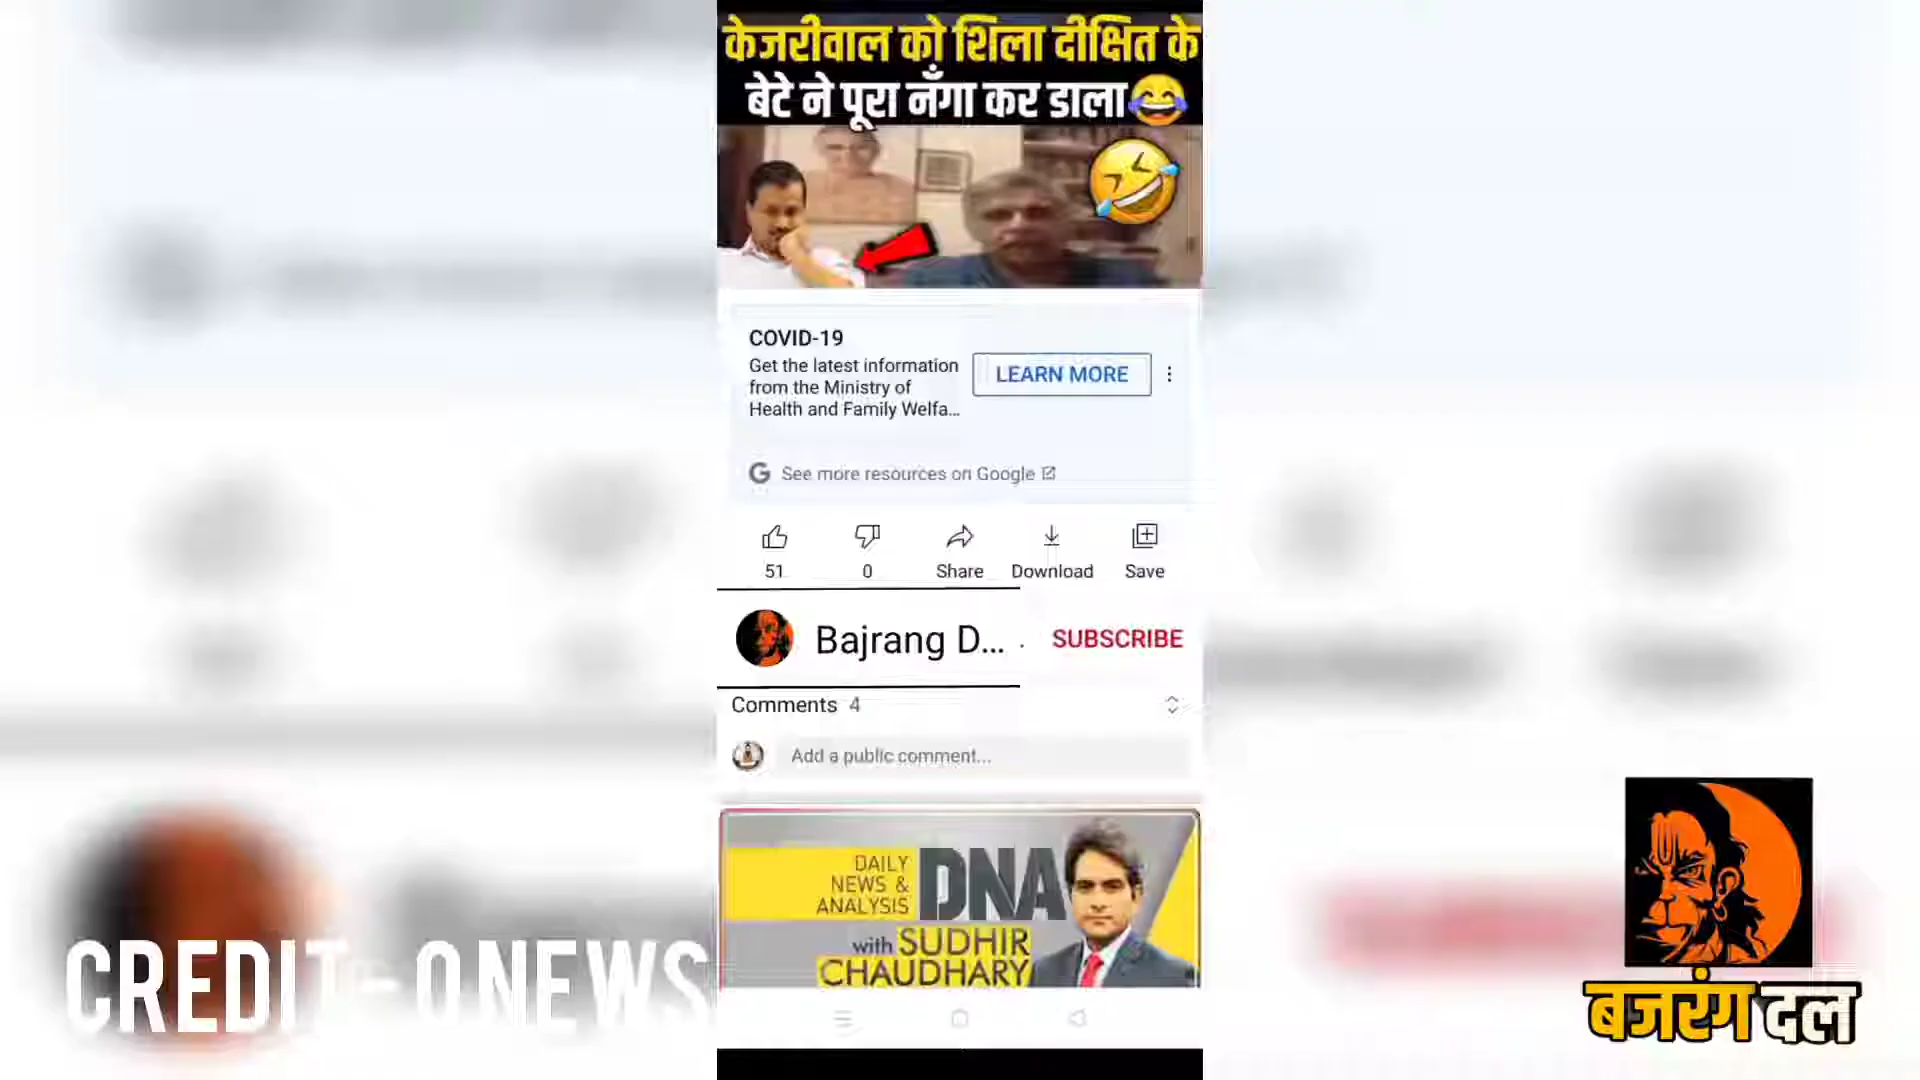 केजरीवाल को शिला दीक्षित के
बेटे ने पूरा नँगा कर डाला
COVID-19
Get the latest information
from the Ministry of
Health and Family Welfa...
LEARN MORE
See more resources on Google
51
0
Share
Download
Save
Bajrang D...
SUBSCRIBE
Comments 4
Add a public comment...
DAILY
NEWS &
ANALYSIS
DNA
with SUDHIR
CHAUDHARY
CREDIT - O NEWS
बजरंग दल